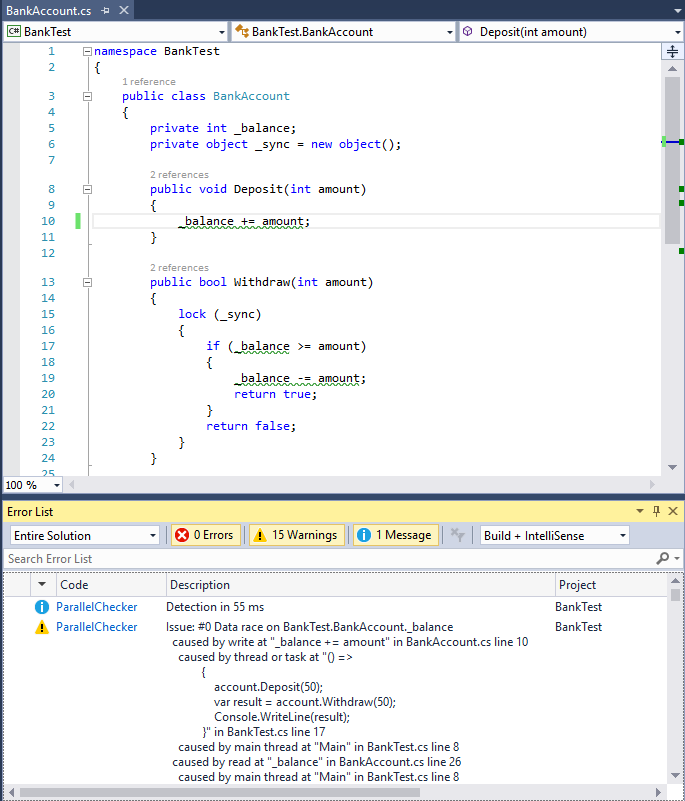 BankAccount.cs
C# BankTest BankTest.BankAccount Deposit(int amount)
1 namespace BankTest
2 {
1 reference
3 public class BankAccount
4 {
5 private int _balance;
6 private object _sync = new object();
7
2 references
8 public void Deposit(int amount)
9 {
10 _balance += amount;
11 }
12
2 references
13 public bool Withdraw(int amount)
14 {
15 lock (_sync)
16 {
17 if (_balance >= amount)
18 {
19 _balance -= amount;
20 return true;
21 }
22 return false;
23 }
24 }
25
100 %
Error List
Entire Solution 0 Errors 15 Warnings 1 Message Build + IntelliSense
Search Error List
Code Description Project
ParallelChecker Detection in 55 ms BankTest
ParallelChecker Issue: #0 Data race on BankTest.BankAccount._balance BankTest
caused by write at "_balance += amount" in BankAccount.cs line 10
caused by thread or task at "() =>
{
account.Deposit(50);
var result = account.Withdraw(50);
Console.WriteLine(result);
}" in BankTest.cs line 17
caused by main thread at "Main" in BankTest.cs line 8
caused by read at "_balance" in BankAccount.cs line 26
caused by main thread at "Main" in BankTest.cs line 8